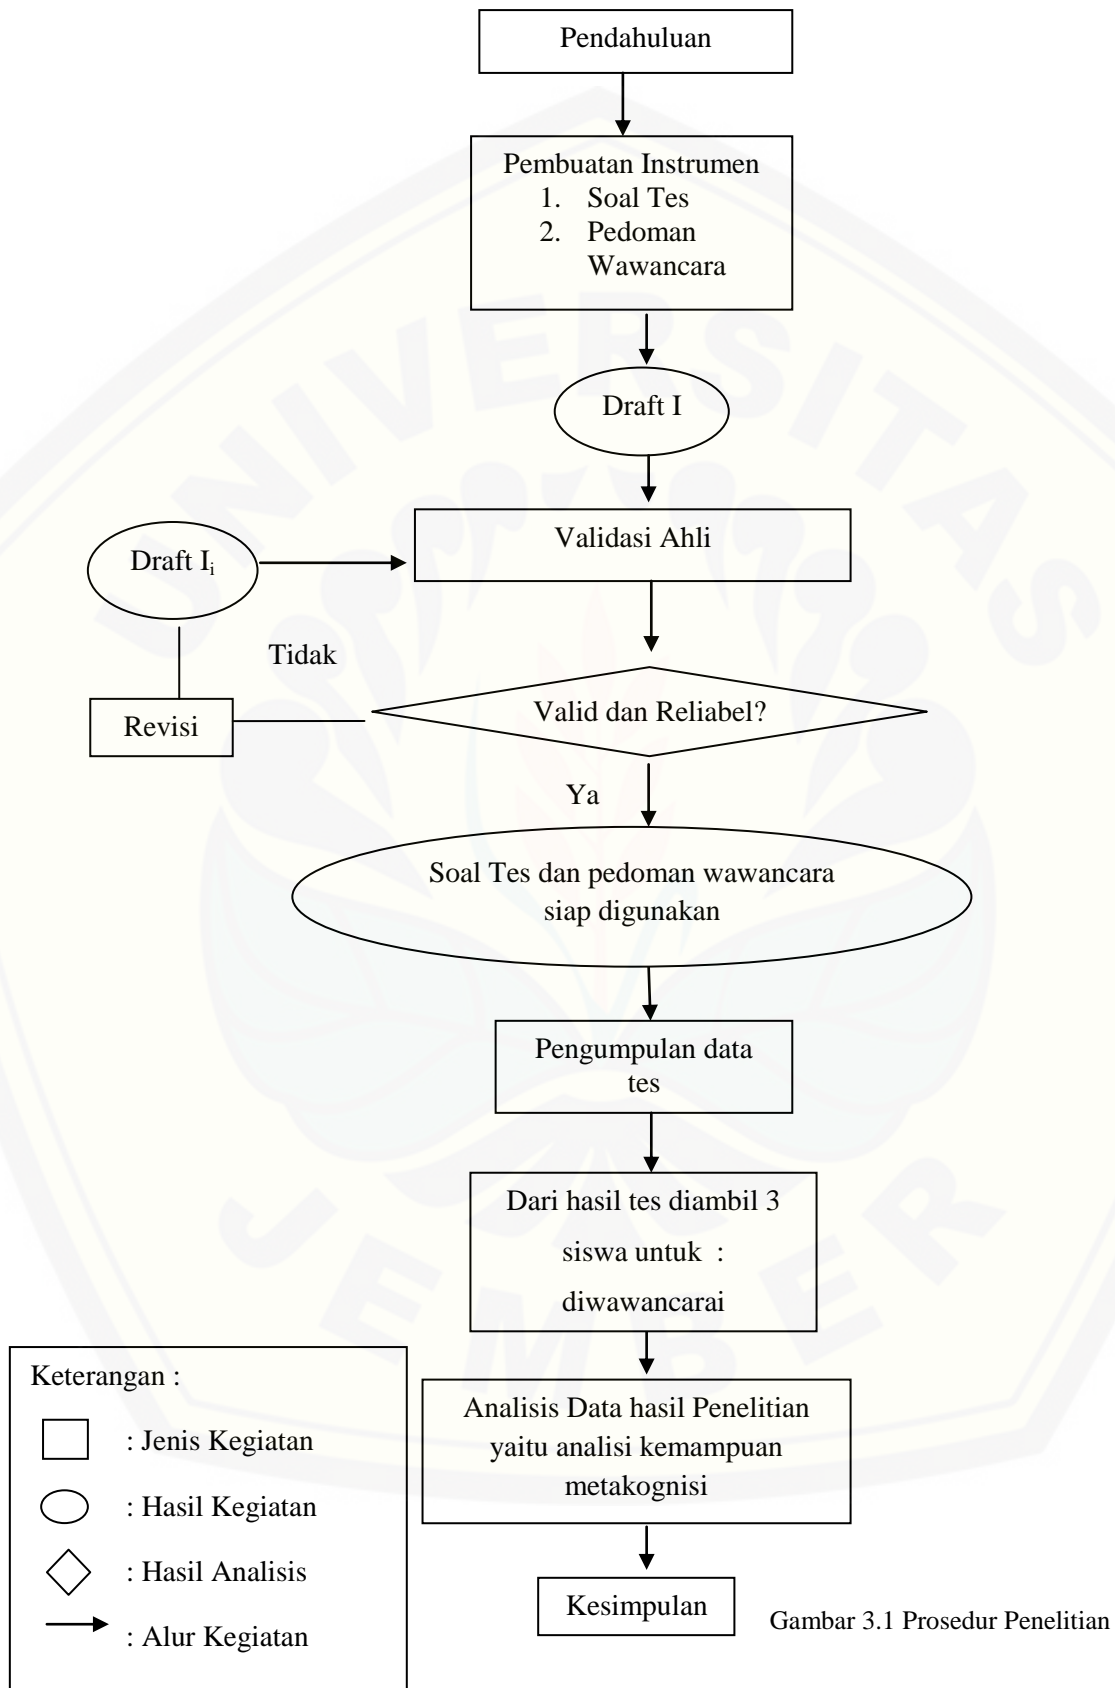 Pendahuluan
Pembuatan Instrumen
1. Soal Tes
2. Pedoman
Wawancara
Draft I
Validasi Ahli
Draft Iᵢ
Tidak
Valid dan Reliabel?
Revisi
Ya
Soal Tes dan pedoman wawancara
siap digunakan
Pengumpulan data
tes
Dari hasil tes diambil 3
siswa untuk :
diwawancarai
Analisis Data hasil Penelitian
yaitu analisi kemampuan
metakognisi
Kesimpulan
Keterangan :
: Jenis Kegiatan
: Hasil Kegiatan
: Hasil Analisis
: Alur Kegiatan
Gambar 3.1 Prosedur Penelitian
UNIVERSITAS
JEMBER